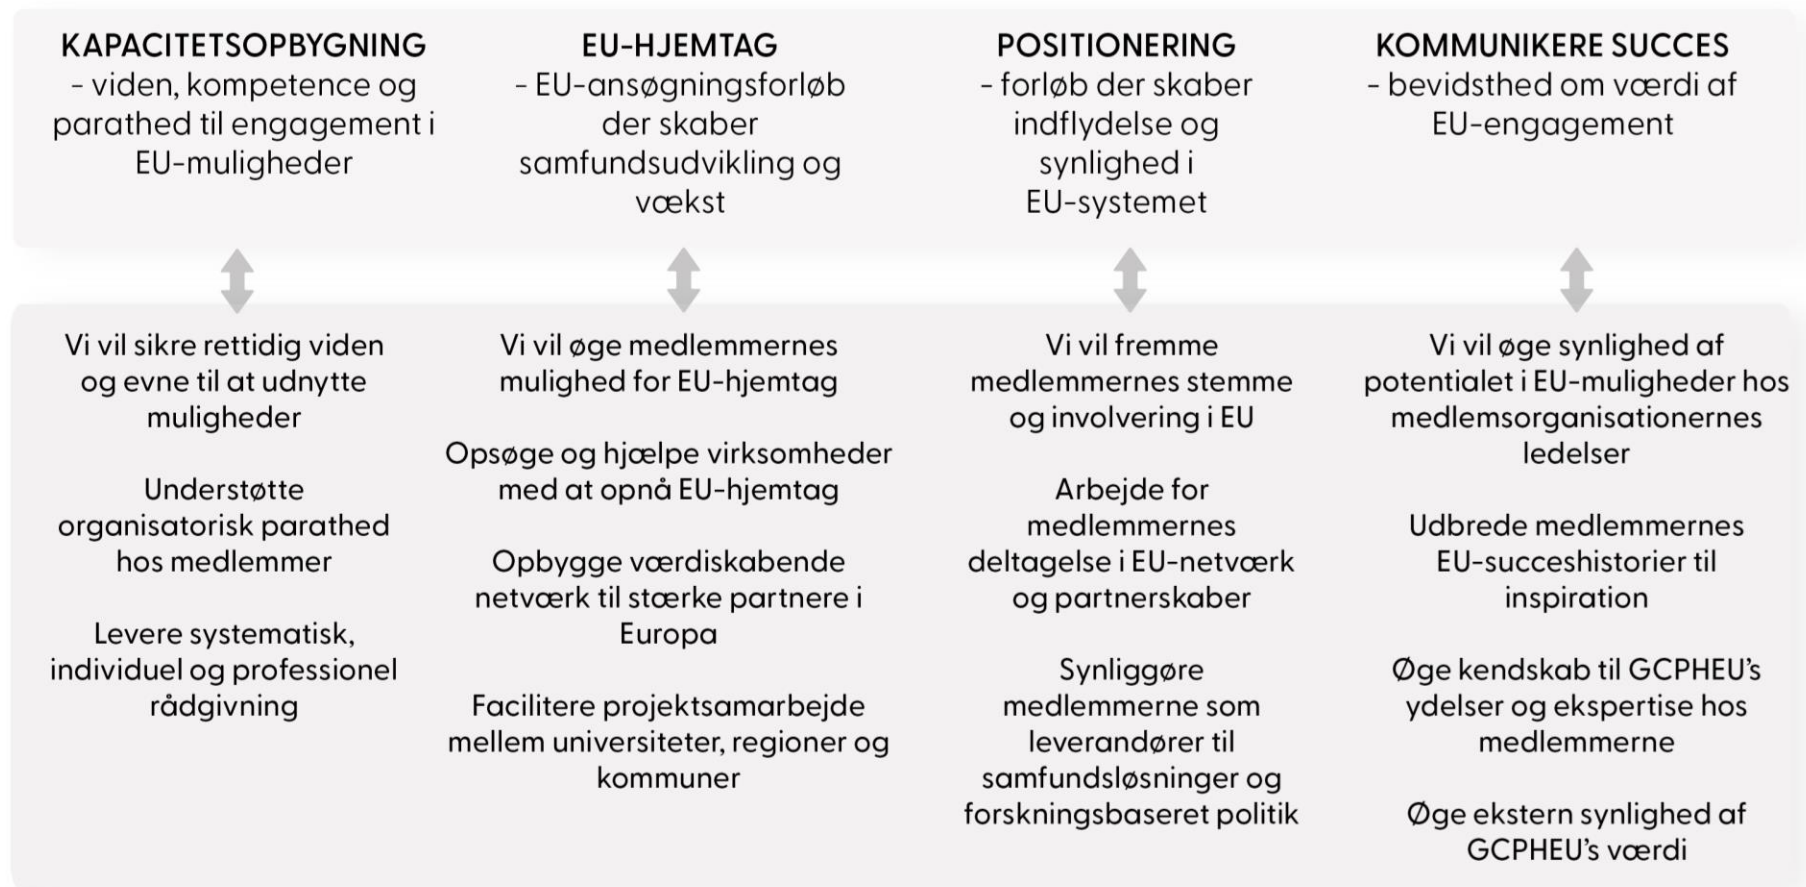 KAPACITETSOPBYGNING
- viden, kompetence og
parathed til engagement i
EU-muligheder
EU-HJEMTAG
- EU-ansøgningsforløb
der skaber
samfundsudvikling og
vækst
POSITIONERING
- forløb der skaber
indflydelse og
synlighed i
EU-systemet
KOMMUNIKERE SUCCES
- bevidsthed om værdi af
EU-engagement
Vi vil sikre rettidig viden
og evne til at udnytte
muligheder
Understøtte
organisatorisk parathed
hos medlemmer
Levere systematisk,
individuel og professionel
rådgivning
Vi vil øge medlemmernes
mulighed for EU-hjemtag
Opsøge og hjælpe virksomheder
med at opnå EU-hjemtag
Opbygge værdiskabende
netværk til stærke partnere i
Europa
Facilitere projektsamarbejde
mellem universiteter, regioner og
kommuner
Vi vil fremme
medlemmernes stemme
og involvering i EU
Arbejde for
medlemmernes
deltagelse i EU-netværk
og partnerskaber
Synliggøre
medlemmerne som
leverandører til
samfundsløsninger og
forskningsbaseret politik
Vi vil øge synlighed af
potentialet i EU-muligheder hos
medlemsorganisationernes
ledelser
Udbrede medlemmernes
EU-succeshistorier til
inspiration
Øge kendskab til GCPHEU's
ydelser og ekspertise hos
medlemmerne
Øge ekstern synlighed af
GCPHEU's værdi